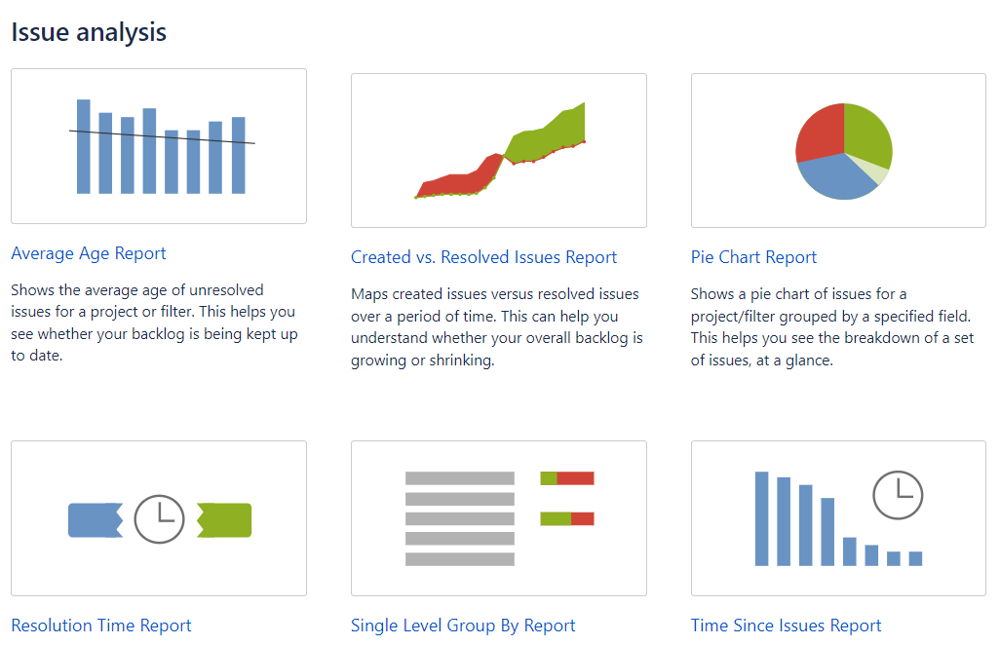 Issue analysis
Average Age Report
Shows the average age of unresolved
issues for a project or filter. This helps you
see whether your backlog is being kept up
to date.
Created vs. Resolved Issues Report
Maps created issues versus resolved issues
over a period of time. This can help you
understand whether your overall backlog is
growing or shrinking.
Pie Chart Report
Shows a pie chart of issues for a
project/filter grouped by a specified field.
This helps you see the breakdown of a set
of issues, at a glance.
Resolution Time Report
Single Level Group By Report
Time Since Issues Report